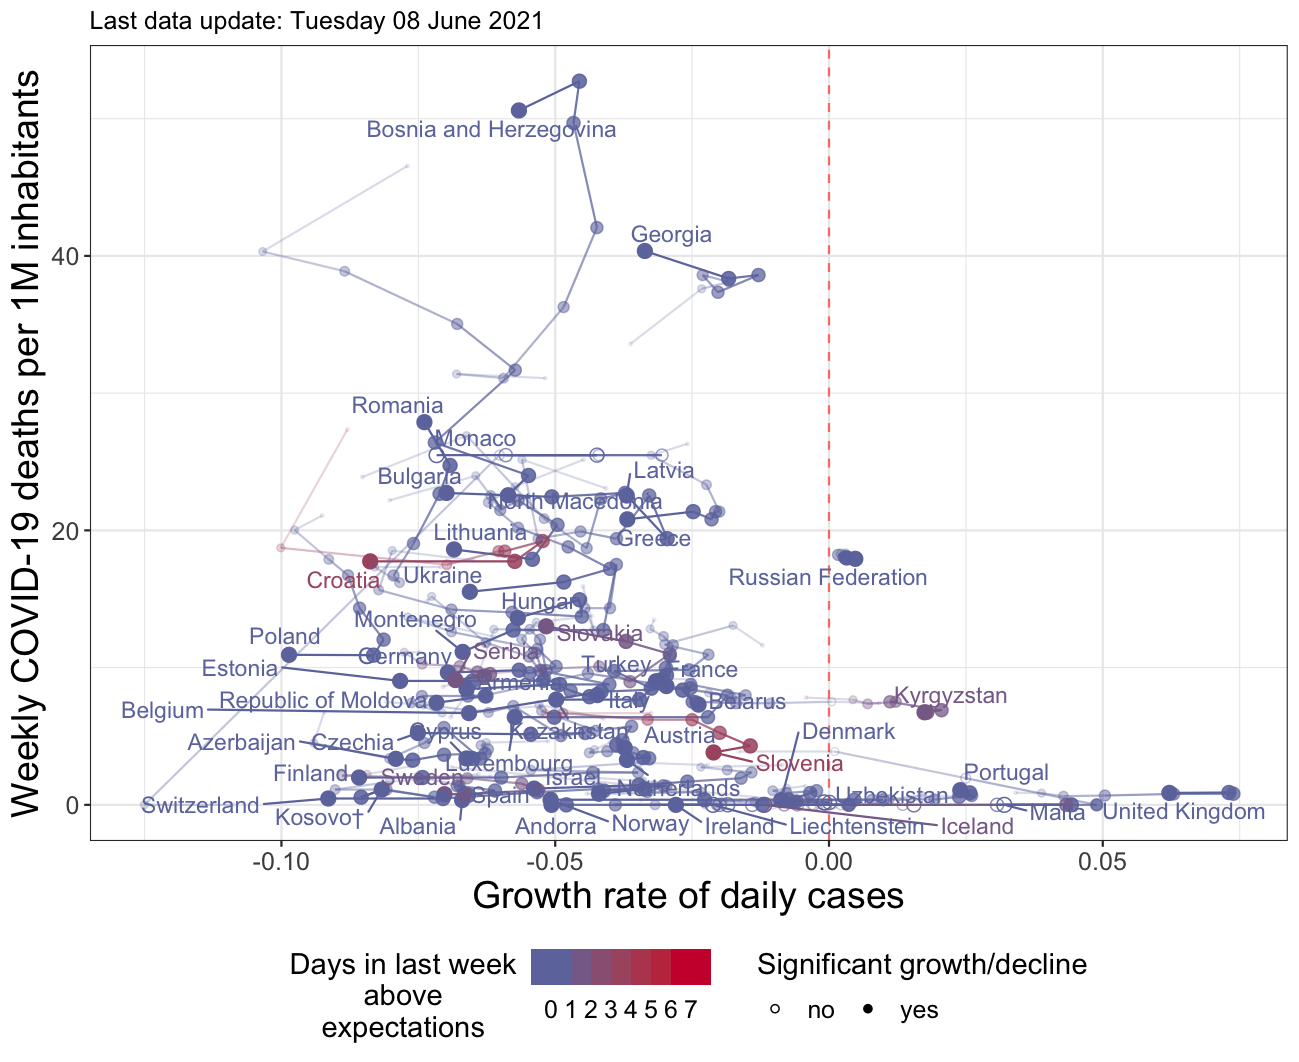 Last data update: Tuesday 08 June 2021
Weekly COVID-19 deaths per 1M inhabitants
40
20
0
Bosnia and Herzegovina
Georgia
Romania
Monaco
Bulgaria
Latvia
North Macedonia
Lithuania
Greece
Croatia
Ukraine
Russian Federation
Hungary
Montenegro
Slovakia
Poland
Germany
Serbia
Estonia
Turkey
France
Armenia
Republic of Moldova
Italy
Belarus
Kyrgyzstan
Belgium
Azerbaijan
Czechia
Cyprus
Kazakhstan
Austria
Denmark
Luxembourg
Slovenia
Finland
Sweden
Israel
Netherlands
Portugal
Switzerland
Spain
Uzbekistan
Kosovo†
Malta
United Kingdom
Albania
Andorra
Norway
Ireland
Liechtenstein
Iceland
-0.10
-0.05
0.00
0.05
Growth rate of daily cases
Days in last week
above
expectations
0 1 2 3 4 5 6 7
Significant growth/decline
no
yes